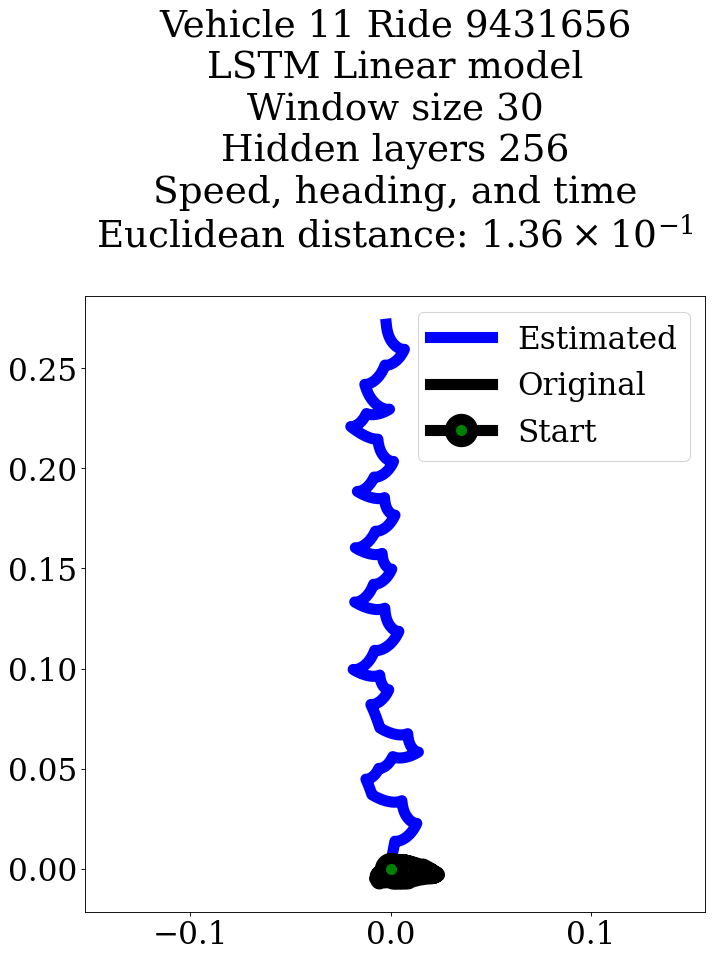 Vehicle 11 Ride 9431656
LSTM Linear model
Window size 30
Hidden layers 256
Speed, heading, and time
Euclidean distance: 1.36 × 10⁻¹
Estimated
Original
Start
0.25
0.20
0.15
0.10
0.05
0.00
−0.1
0.0
0.1